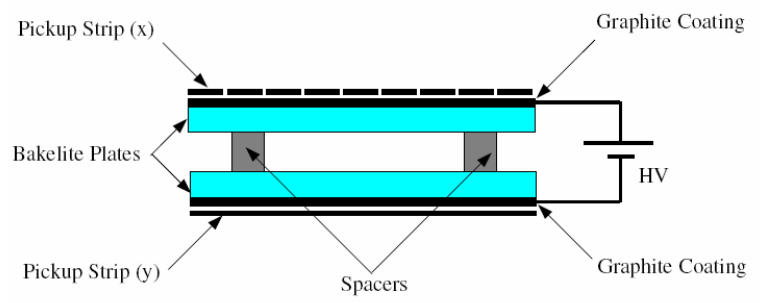 Pickup Strip (x)
Graphite Coating
Bakelite Plates
HV
Pickup Strip (y)
Spacers
Graphite Coating